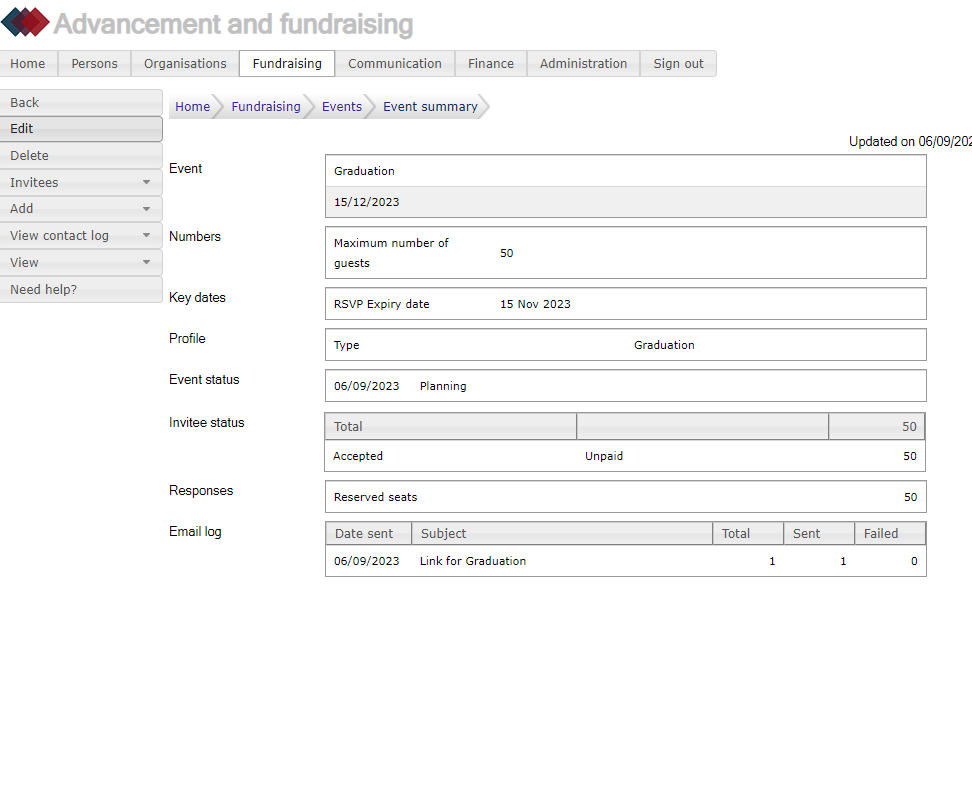 Advancement and fundraising
Home Persons Organisations Fundraising Communication Finance Administration Sign out
Back
Edit
Delete
Invitees
Add
View contact log
View
Need help?
Home Fundraising Events Event summary
Updated on 06/09/202
Event
Graduation
15/12/2023
Numbers
Maximum number of
guests
50
Key dates
RSVP Expiry date 15 Nov 2023
Profile
Type Graduation
Event status
06/09/2023 Planning
Invitee status
Total 50
Accepted Unpaid 50
Responses
Reserved seats 50
Email log
Date sent Subject Total Sent Failed
06/09/2023 Link for Graduation 1 1 0